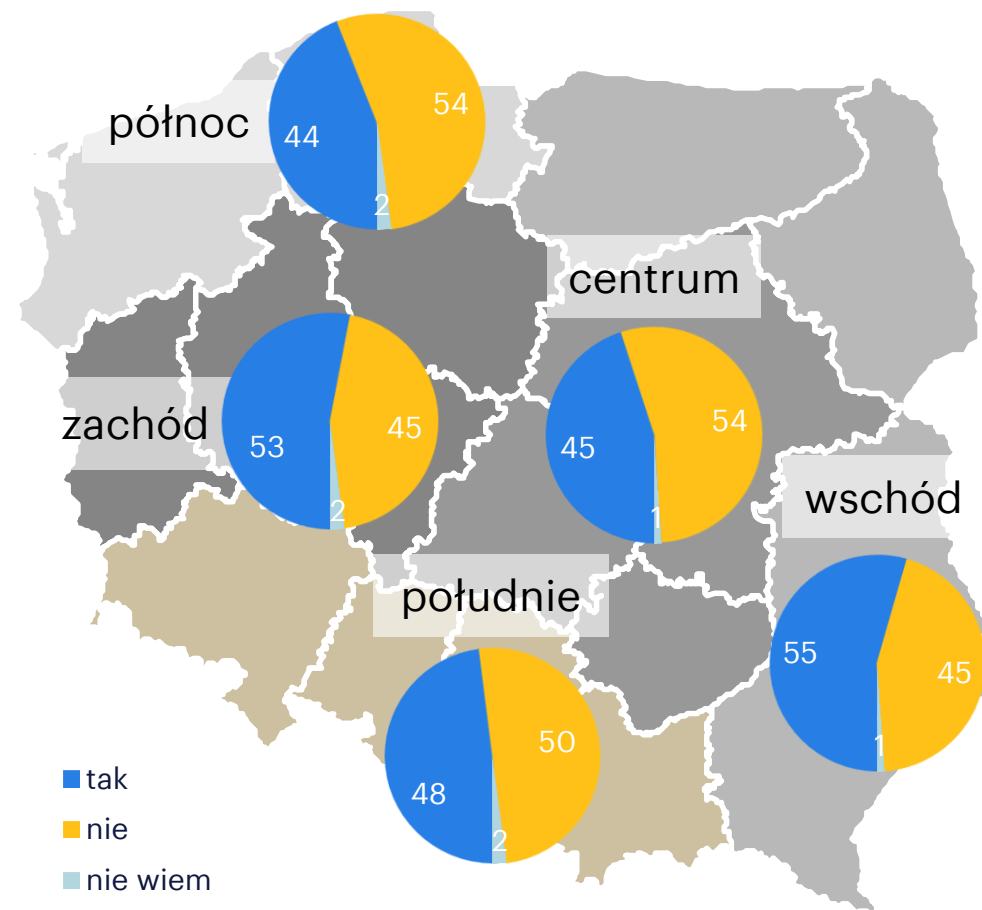 północ
44
54
2
centrum
45
54
1
zachód
53
45
2
wschód
55
45
1
południe
48
50
2
tak
nie
nie wiem